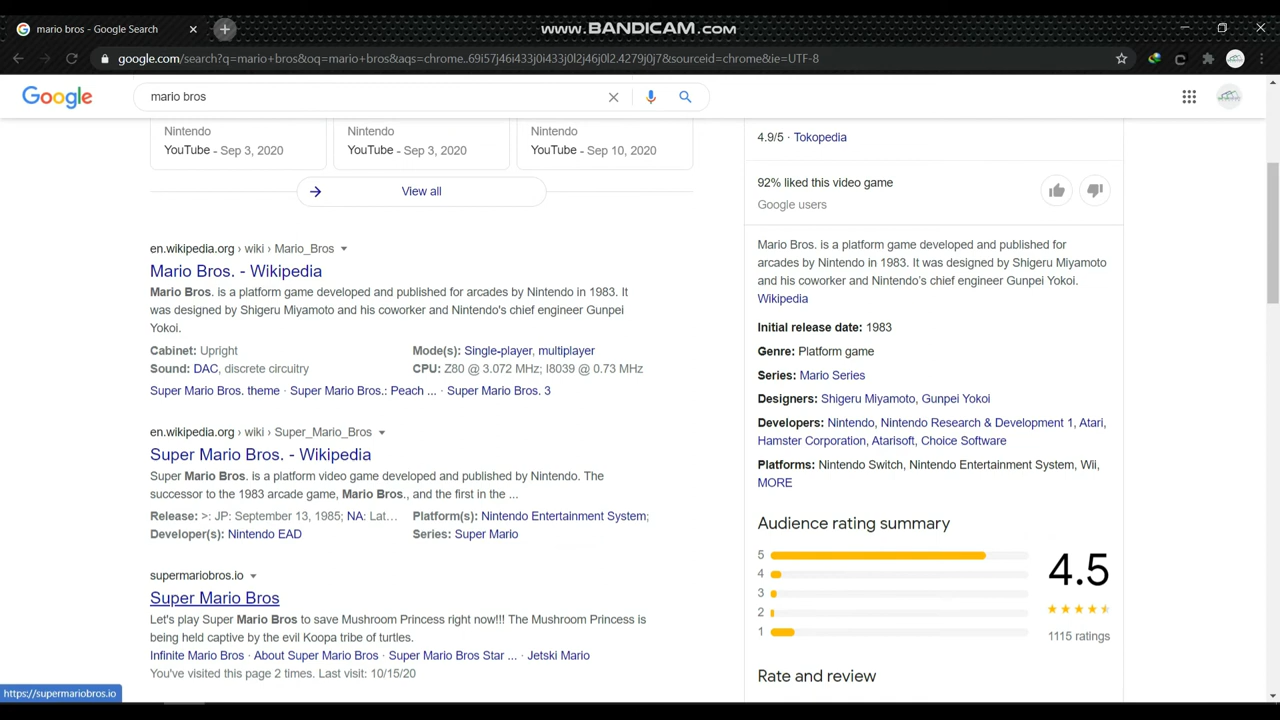 mario bros - Google Search
www.BANDICAM.com
google.com/search?q=mario+bros&oq=mario+bros&aqs=chrome..69i57j46i433j0i433j0l2j46j0l2.4279j0j7&sourceid=chrome&ie=UTF-8
Google
mario bros
Nintendo
YouTube - Sep 3, 2020
Nintendo
YouTube - Sep 3, 2020
Nintendo
YouTube - Sep 10, 2020
View all
en.wikipedia.org › wiki › Mario_Bros
Mario Bros. - Wikipedia
Mario Bros. is a platform game developed and published for arcades by Nintendo in 1983. It
was designed by Shigeru Miyamoto and his coworker and Nintendo's chief engineer Gunpei
Yokoi.
Cabinet: Upright
Mode(s): Single-player, multiplayer
Sound: DAC, discrete circuitry
CPU: Z80 @ 3.072 MHz; I8039 @ 0.73 MHz
Super Mario Bros. theme · Super Mario Bros.: Peach ... · Super Mario Bros. 3
en.wikipedia.org › wiki › Super_Mario_Bros
Super Mario Bros. - Wikipedia
Super Mario Bros. is a platform video game developed and published by Nintendo. The
successor to the 1983 arcade game, Mario Bros., and the first in the ...
Release: >: JP: September 13, 1985; NA: Lat...
Platform(s): Nintendo Entertainment System;
Developer(s): Nintendo EAD
Series: Super Mario
supermariobros.io
Super Mario Bros
Let's play Super Mario Bros to save Mushroom Princess right now!!! The Mushroom Princess is
being held captive by the evil Koopa tribe of turtles.
Infinite Mario Bros · About Super Mario Bros · Super Mario Bros Star ... · Jetski Mario
You've visited this page 2 times. Last visit: 10/15/20
4.9/5 · Tokopedia
92% liked this video game
Google users
Mario Bros. is a platform game developed and published for
arcades by Nintendo in 1983. It was designed by Shigeru Miyamoto
and his coworker and Nintendo's chief engineer Gunpei Yokoi.
Wikipedia
Initial release date: 1983
Genre: Platform game
Series: Mario Series
Designers: Shigeru Miyamoto, Gunpei Yokoi
Developers: Nintendo, Nintendo Research & Development 1, Atari,
Hamster Corporation, Atarisoft, Choice Software
Platforms: Nintendo Switch, Nintendo Entertainment System, Wii,
MORE
Audience rating summary
5
4
3
2
1
4.5
1115 ratings
Rate and review
https://supermariobros.io